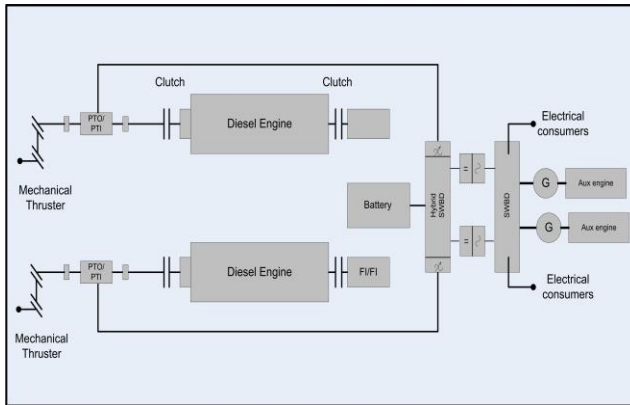 Clutch
Clutch
Diesel Engine
PTO/
PTI
Mechanical
Thruster
Battery
Hybrid
SWBD
=
=
SWBD
Electrical
consumers
G
Aux engine
G
Aux engine
Electrical
consumers
Diesel Engine
FI/FI
PTO/
PTI
Mechanical
Thruster